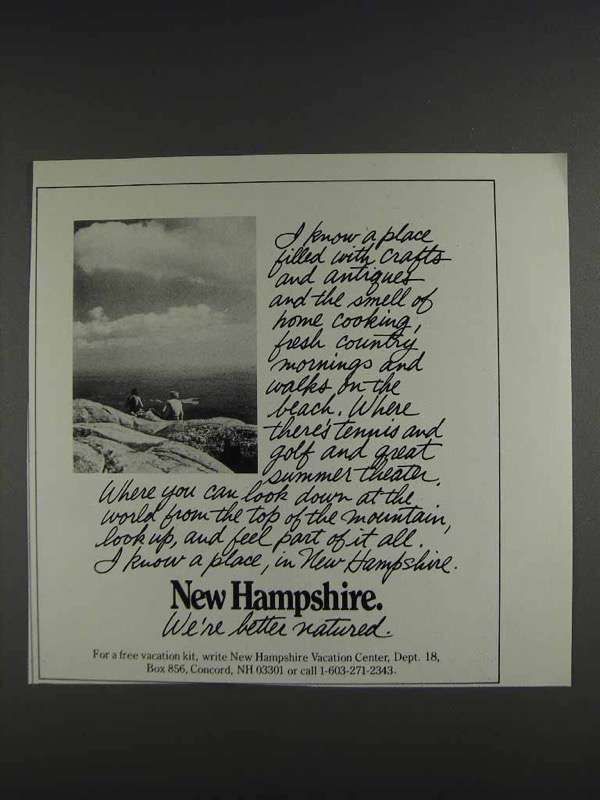 I know a place
filled with crafts
and antiques
and the smell of
home cooking,
fresh country
mornings and
walks on the
beach. Where
there's tennis and
golf and great
summer theater.
Where you can look down at the
world from the top of the mountain,
look up, and feel part of it all.
I know a place, in New Hampshire.
New Hampshire.
We're better natured.
For a free vacation kit, write New Hampshire Vacation Center, Dept. 18,
Box 856, Concord, NH 03301 or call 1-603-271-2343.